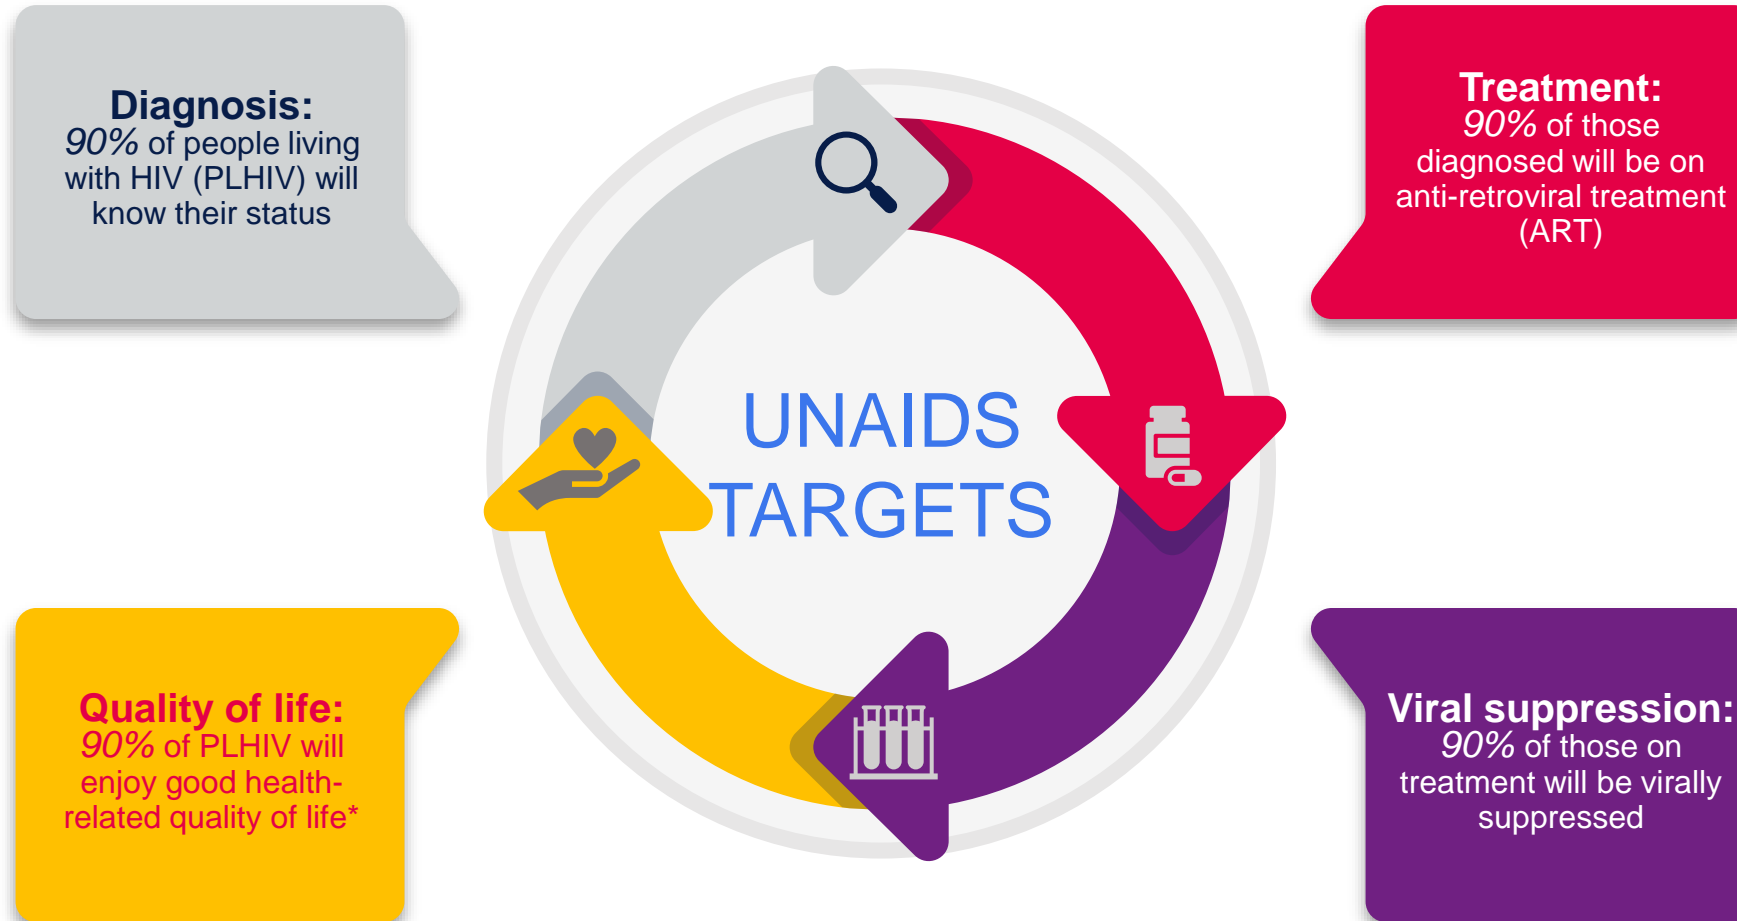 Diagnosis:
90% of people living
with HIV (PLHIV) will
know their status
Treatment:
90% of those
diagnosed will be on
anti-retroviral treatment
(ART)
UNAIDS
TARGETS
Quality of life:
90% of PLHIV will
enjoy good health-
related quality of life*
Viral suppression:
90% of those on
treatment will be virally
suppressed